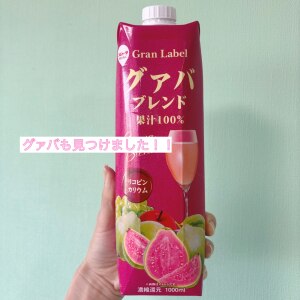 Gran Label
グァバ
ブレンド
果汁100%
グァバも見つけました！！
リコピン
カリウム
濃縮還元 1000ml